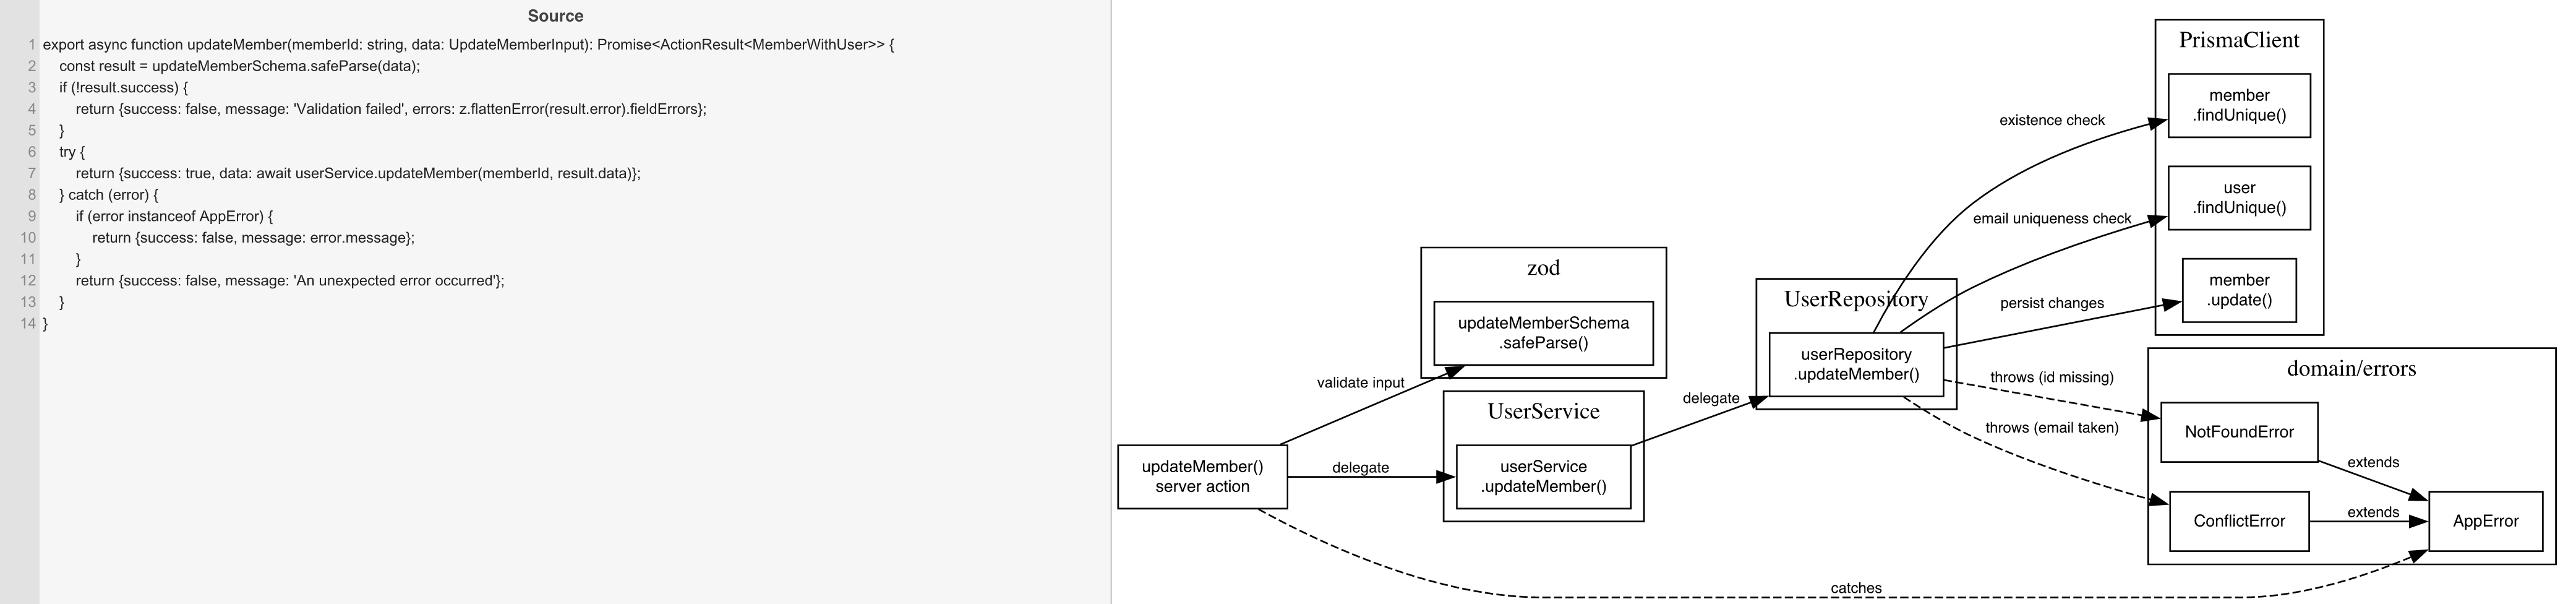 Source
1 export async function updateMember(memberId: string, data: UpdateMemberInput): Promise<ActionResult<MemberWithUser>> {
2 const result = updateMemberSchema.safeParse(data);
3 if (!result.success) {
4 return {success: false, message: 'Validation failed', errors: z.flattenError(result.error).fieldErrors};
5 }
6 try {
7 return {success: true, data: await userService.updateMember(memberId, result.data)};
8 } catch (error) {
9 if (error instanceof AppError) {
10 return {success: false, message: error.message};
11 }
12 return {success: false, message: 'An unexpected error occurred'};
13 }
14 }
updateMember()
server action
validate input
delegate
zod
updateMemberSchema
.safeParse()
UserService
userService
.updateMember()
delegate
UserRepository
userRepository
.updateMember()
existence check
email uniqueness check
persist changes
throws (id missing)
throws (email taken)
catches
PrismaClient
member
.findUnique()
user
.findUnique()
member
.update()
domain/errors
NotFoundError
extends
ConflictError
extends
AppError